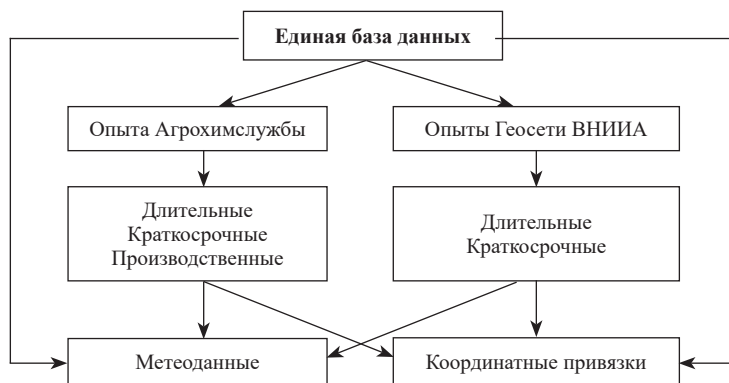 Единая база данных
Опыта Агрохимслужбы
Опыты Геосети ВНИИА
Длительные
Краткосрочные
Производственные
Длительные
Краткосрочные
Метеоданные
Координатные привязки